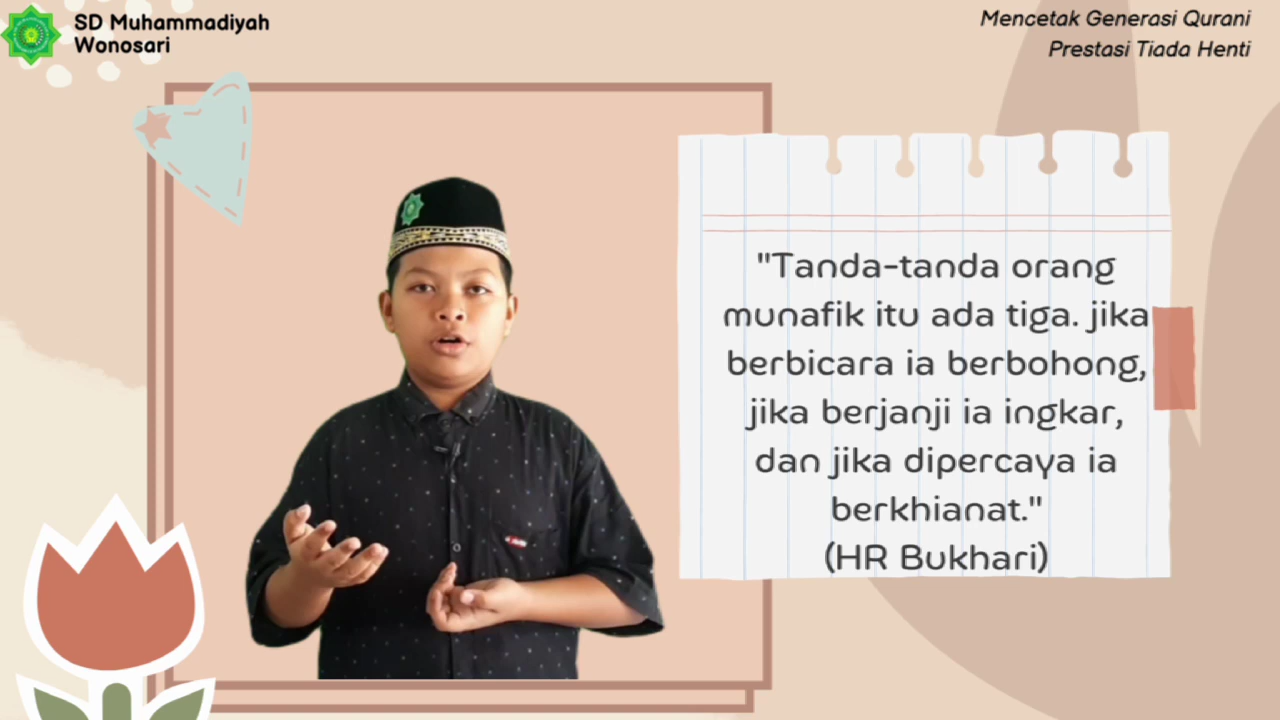 SD Muhammadiyah
Wonosari
Mencetak Generasi Qurani
Prestasi Tiada Henti
"Tanda-tanda orang
munafik itu ada tiga. jika
berbicara ia berbohong,
jika berjanji ia ingkar,
dan jika dipercaya ia
berkhianat."
(HR Bukhari)